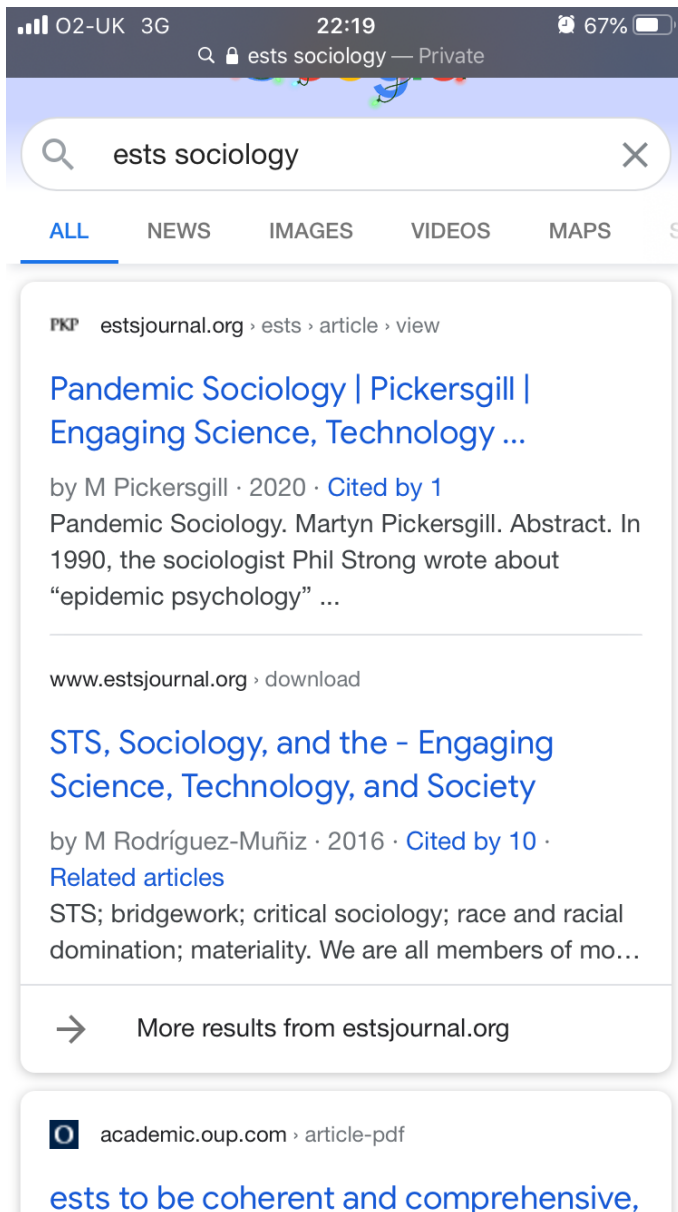 O2-UK 3G 22:19 67%
ests sociology — Private
ests sociology
ALL NEWS IMAGES VIDEOS MAPS S
PKP estsjournal.org › ests › article › view
Pandemic Sociology | Pickersgill |
Engaging Science, Technology ...
by M Pickersgill · 2020 · Cited by 1
Pandemic Sociology. Martyn Pickersgill. Abstract. In
1990, the sociologist Phil Strong wrote about
“epidemic psychology” ...
www.estsjournal.org › download
STS, Sociology, and the - Engaging
Science, Technology, and Society
by M Rodríguez-Muñiz · 2016 · Cited by 10 ·
Related articles
STS; bridgework; critical sociology; race and racial
domination; materiality. We are all members of mo...
More results from estsjournal.org
O academic.oup.com › article-pdf
ests to be coherent and comprehensive,